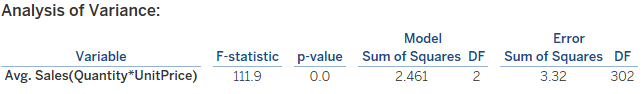 Analysis of Variance:
Model Error
Variable F-statistic p-value Sum of Squares DF Sum of Squares DF
Avg. Sales(Quantity*UnitPrice) 111.9 0.0 2.461 2 3.32 302